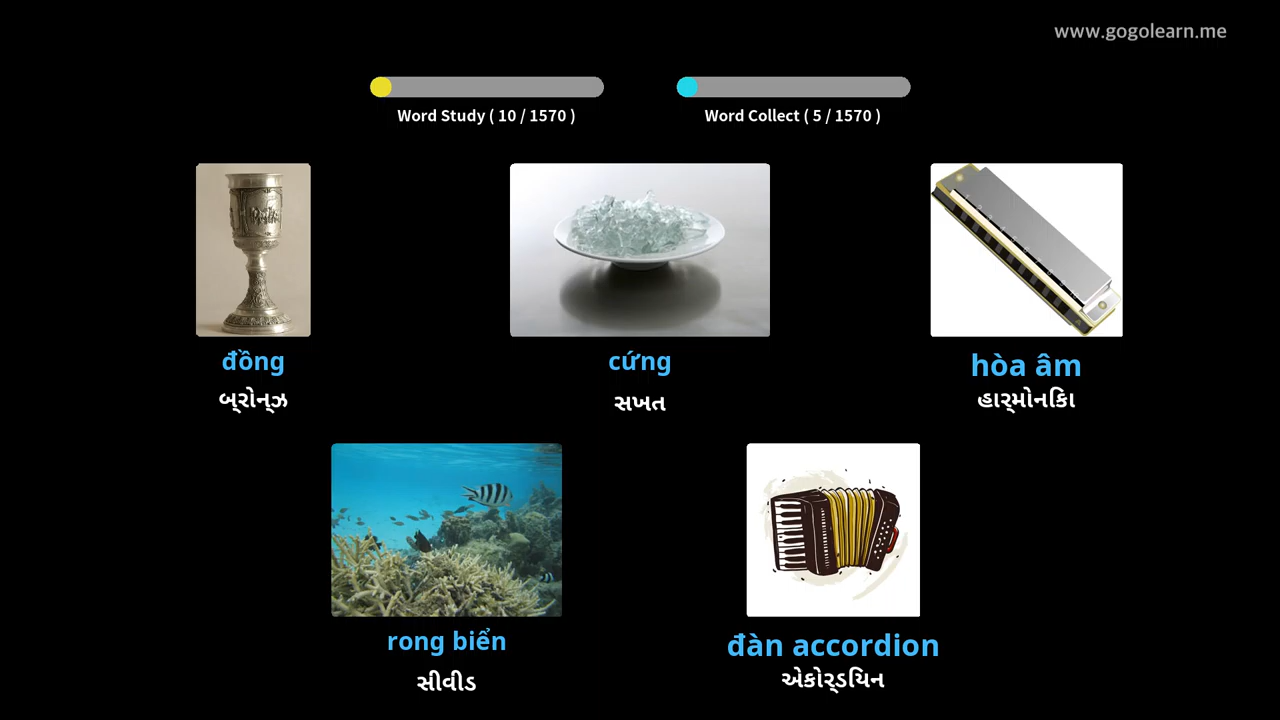 www.gogolearn.me
Word Study ( 10 / 1570 )
Word Collect ( 5 / 1570 )
đồng
બ્રોન્ઝ
cứng
સખત
hòa âm
હાર્મોનિકા
rong biển
સીવીડ
đàn accordion
એકોર્ડિયન